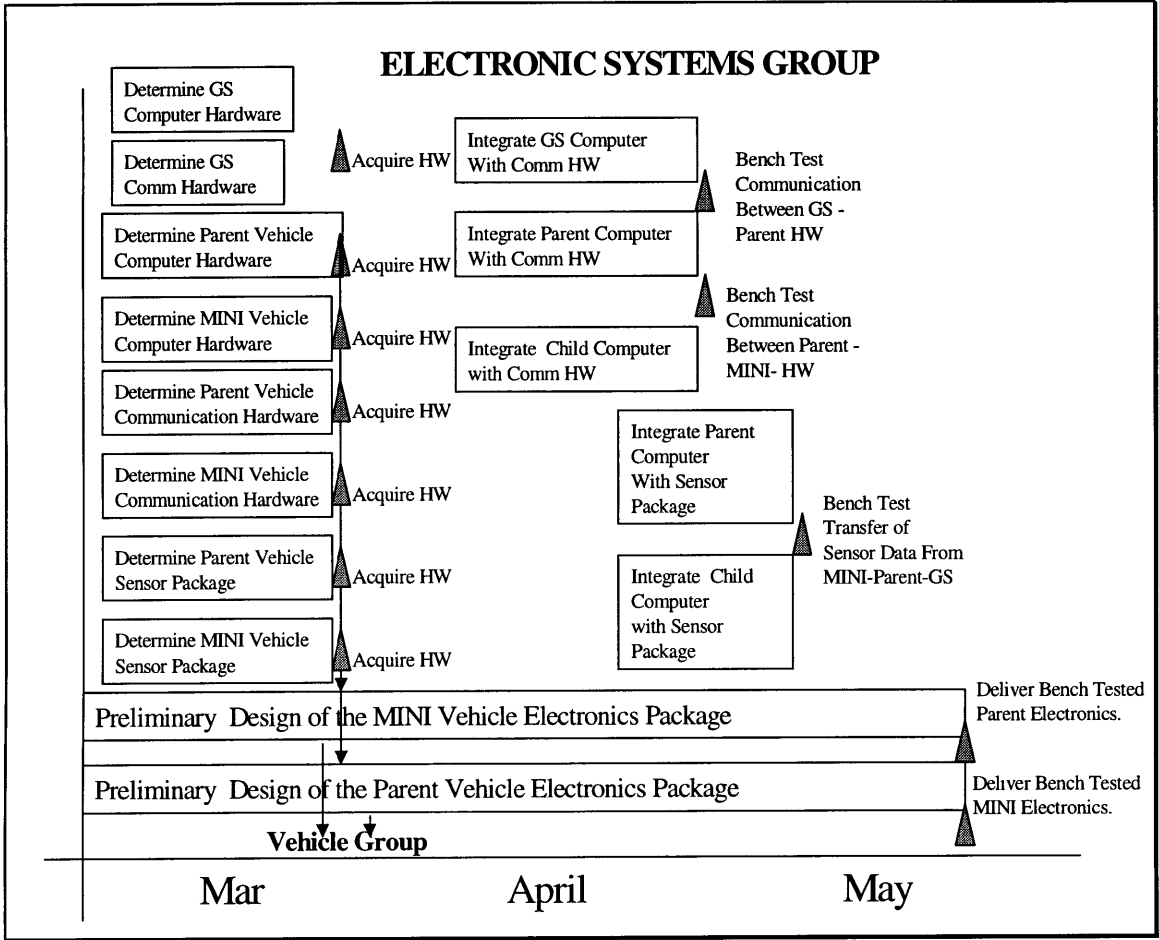 ELECTRONIC SYSTEMS GROUP
Determine GS
Computer Hardware
Determine GS
Comm Hardware
Determine Parent Vehicle
Computer Hardware
Determine MINI Vehicle
Computer Hardware
Determine Parent Vehicle
Communication Hardware
Determine MINI Vehicle
Communication Hardware
Determine Parent Vehicle
Sensor Package
Determine MINI Vehicle
Sensor Package
Acquire HW
Acquire HW
Acquire HW
Acquire HW
Acquire HW
Acquire HW
Acquire HW
Integrate GS Computer
With Comm HW
Integrate Parent Computer
With Comm HW
Integrate Child Computer
with Comm HW
Bench Test
Communication
Between GS -
Parent HW
Bench Test
Communication
Between Parent -
MINI- HW
Integrate Parent
Computer
With Sensor
Package
Integrate Child
Computer
with Sensor
Package
Bench Test
Transfer of
Sensor Data From
MINI-Parent-GS
Preliminary Design of the MINI Vehicle Electronics Package
Deliver Bench Tested
Parent Electronics.
Preliminary Design of the Parent Vehicle Electronics Package
Deliver Bench Tested
MINI Electronics.
Vehicle Group
Mar
April
May